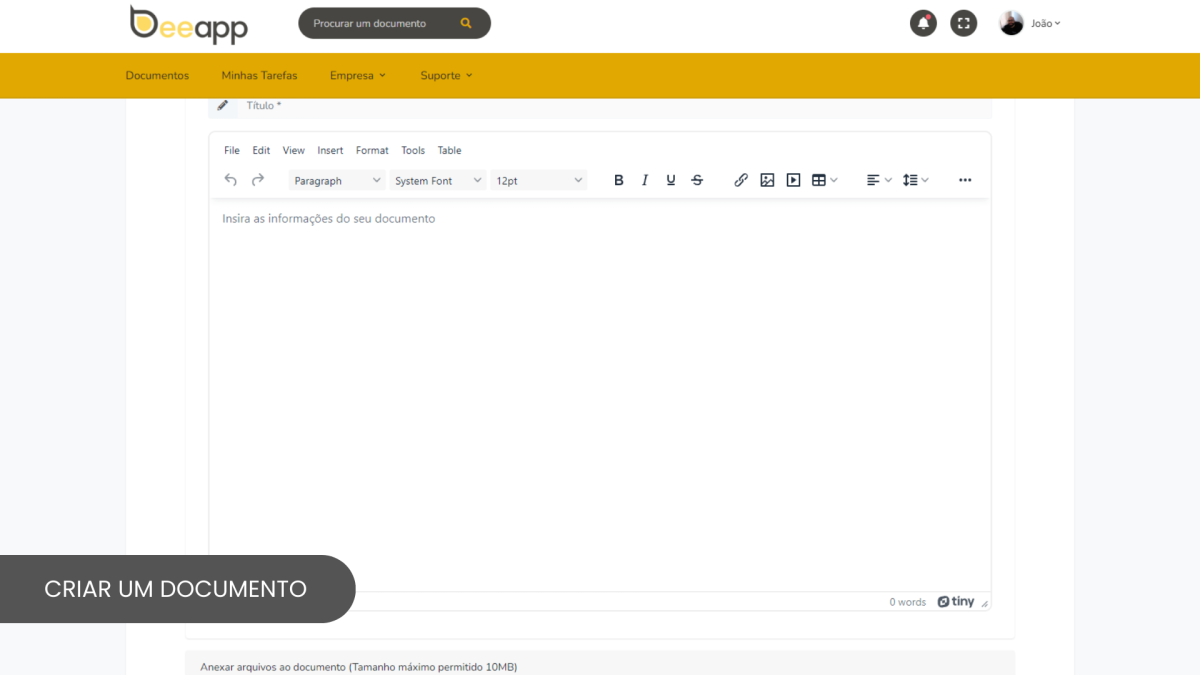 beeapp
Procurar um documento
João
Documentos Minhas Tarefas Empresa Suporte
Título *
File Edit View Insert Format Tools Table
Paragraph System Font 12pt B I U S
Insira as informações do seu documento
CRIAR UM DOCUMENTO
0 words tiny
Anexar arquivos ao documento (Tamanho máximo permitido 10MB)